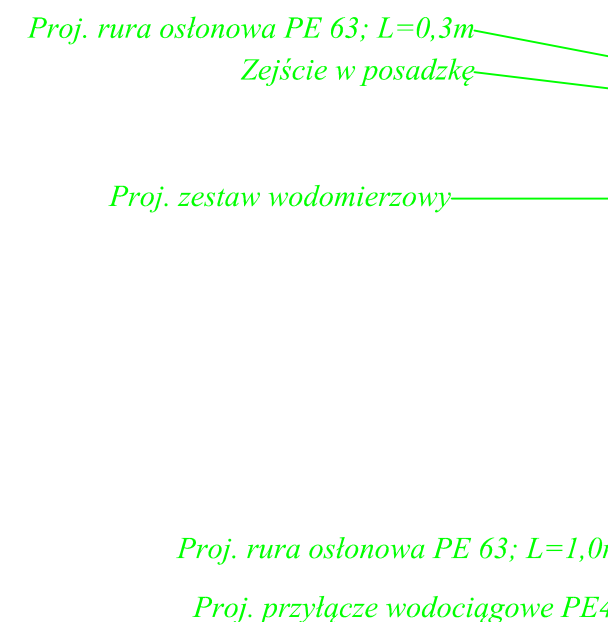 Proj. rura osłonowa PE 63; L=0,3m
Zejście w posadzkę
Proj. zestaw wodomierzowy
Proj. rura osłonowa PE 63; L=1,0
Proj. przyłącze wodociągowe PE4